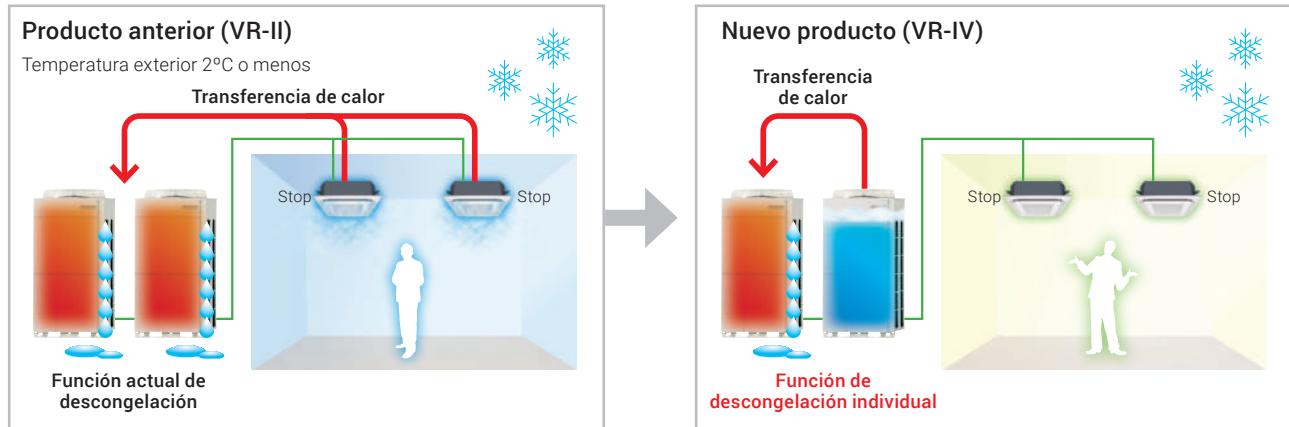 Producto anterior (VR-II)
Temperatura exterior 2ºC o menos
Transferencia de calor
Stop
Stop
Función actual de
descongelación
Nuevo producto (VR-IV)
Transferencia
de calor
Stop
Stop
Función de
descongelación individual